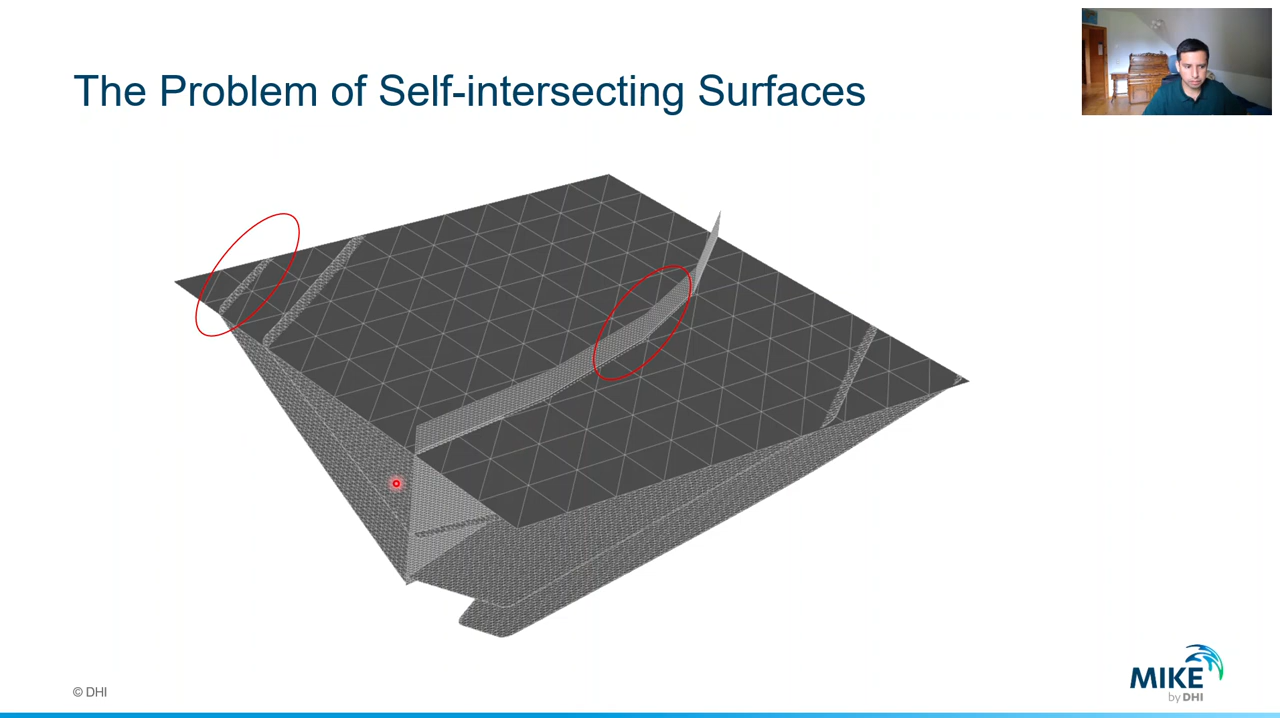 The Problem of Self-intersecting Surfaces
© DHI
MIKE
by DHI